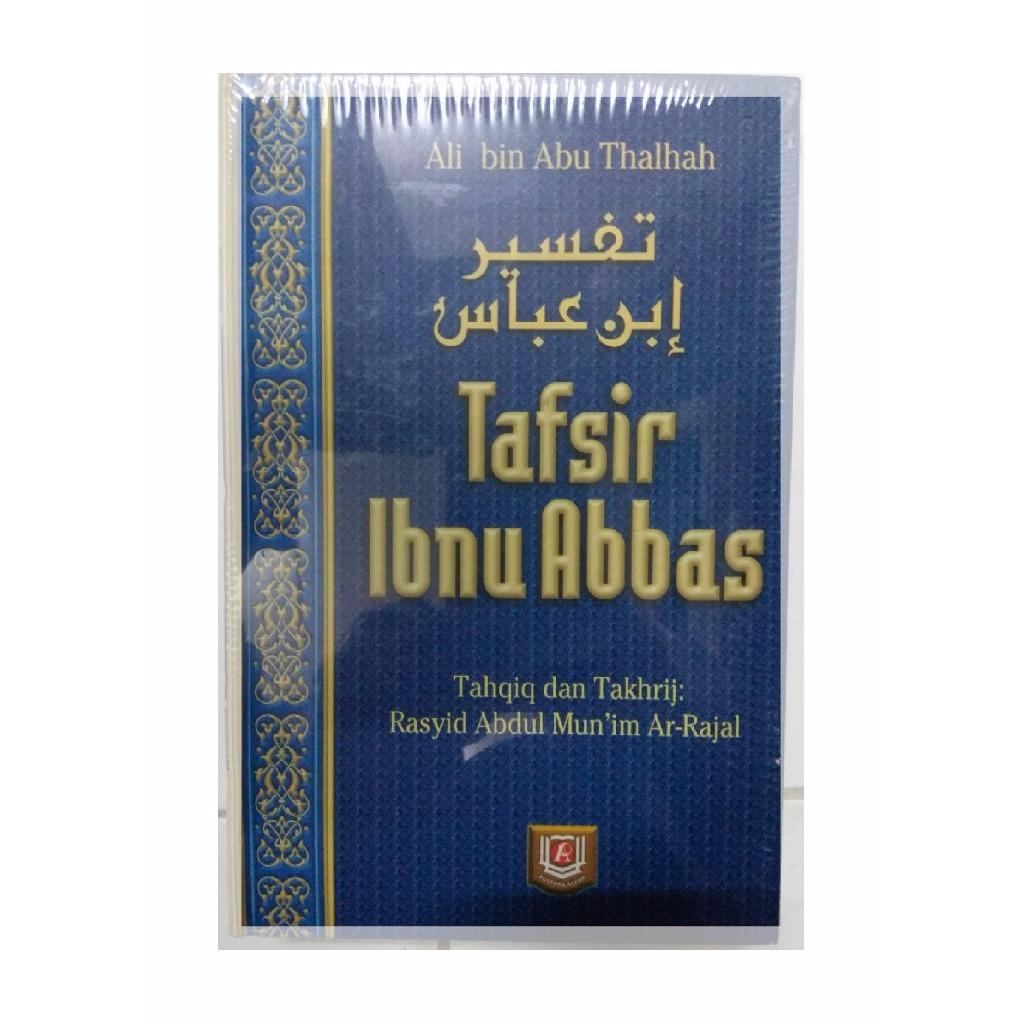 Ali bin Abu Thalhah
تفسير
إبن عباس
Tafsir
Ibnu Abbas
Tahqiq dan Takhrij:
Rasyid Abdul Mun'im Ar-Rajal